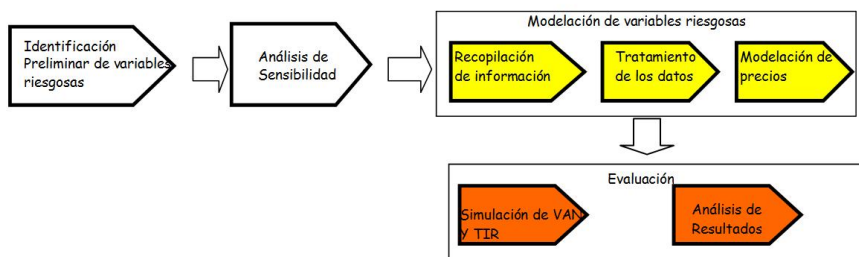 Identificación
Preliminar de variables
riesgosas
Análisis de
Sensibilidad
Modelación de variables riesgosas
Recopilación
de información
Tratamiento
de los datos
Modelación de
precios
Evaluación
Simulación de VAN
Y TIR
Análisis de
Resultados